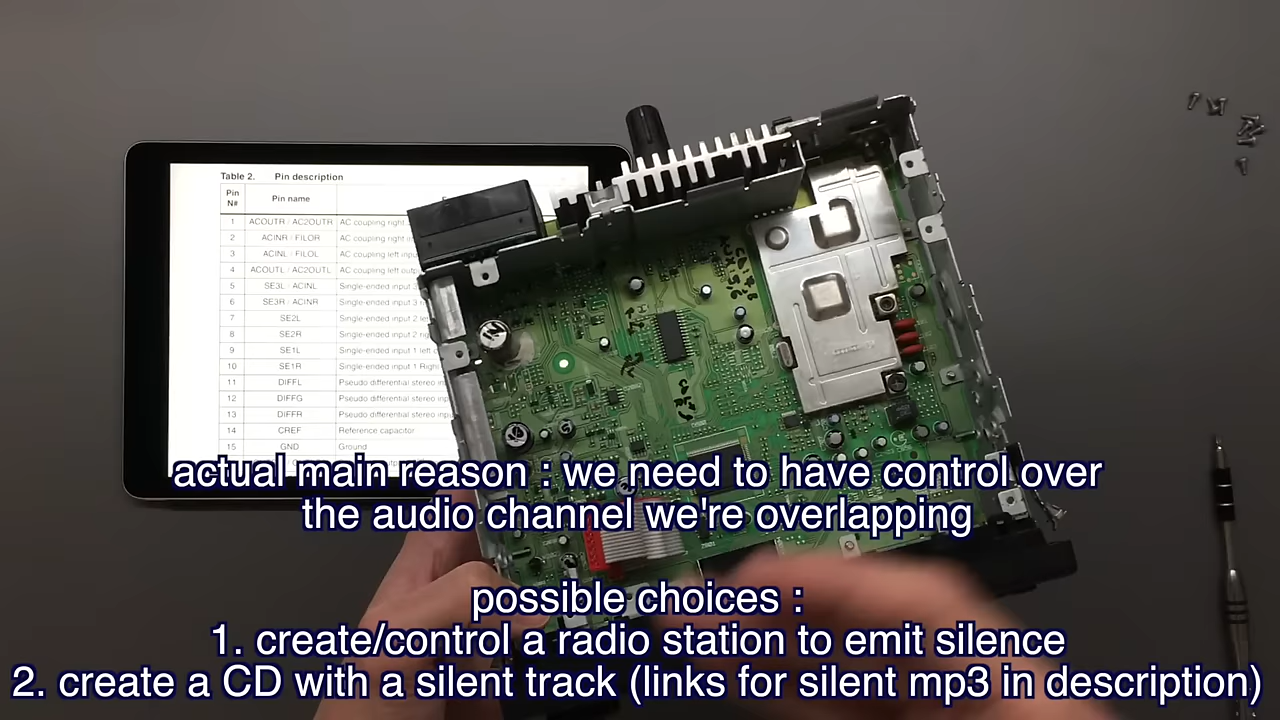 Table 2. Pin description
Pin N# Pin name
1 ACOUTR / AC2OUTR AC coupling right
2 ACINR / FILOR AC coupling right
3 ACINL / FILOL AC coupling left inpu
4 ACOUTL / AC2OUTL AC coupling left outp
5 SE3L / ACINL Single-ended input 3
6 SE3R / ACINR Single-ended input 3
7 SE2L Single-ended input 2 le
8 SE2R Single-ended input 2 rig
9 SE1L Single-ended input 1 left c
10 SE1R Single-ended input 1 Right
11 DIFFL Pseudo differential stereo inp
12 DIFFG Pseudo differential stereo inp
13 DIFFR Pseudo differential stereo inp
14 CREF Reference capacitor
15 GND Ground
actual main reason : we need to have control over
the audio channel we're overlapping
possible choices :
1. create/control a radio station to emit silence
2. create a CD with a silent track (links for silent mp3 in description)